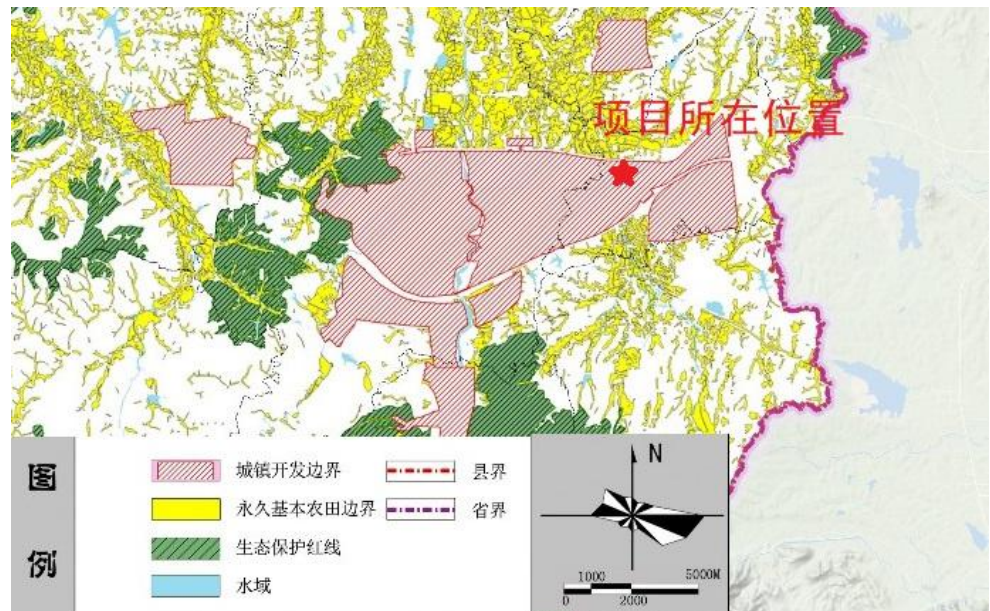 项目所在位置
图例
城镇开发边界
县界
永久基本农田边界
省界
生态保护红线
水域
N
1000
5000M
0
2000